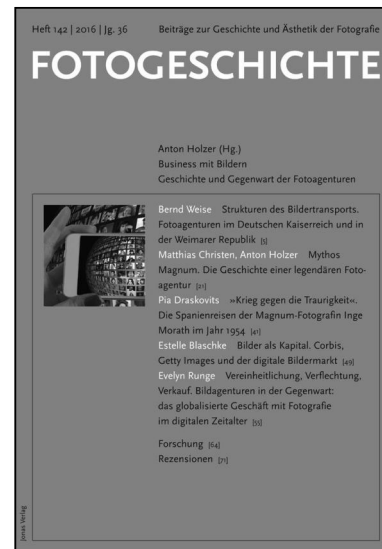 Heft 142 | 2016 | Jg. 36 Beiträge zur Geschichte und Ästhetik der Fotografie
FOTOGESCHICHTE
Anton Holzer (Hg.)
Business mit Bildern
Geschichte und Gegenwart der Fotoagenturen
Bernd Weise Strukturen des Bildertransports.
Fotoagenturen im Deutschen Kaiserreich und in
der Weimarer Republik [5]
Matthias Christen, Anton Holzer Mythos
Magnum. Die Geschichte einer legendären Foto-
agentur [21]
Pia Draskovits »Krieg gegen die Traurigkeit«.
Die Spanienreisen der Magnum-Fotografin Inge
Morath im Jahr 1954 [41]
Estelle Blaschke Bilder als Kapital. Corbis,
Getty Images und der digitale Bildermarkt [49]
Evelyn Runge Vereinheitlichung, Verflechtung,
Verkauf. Bildagenturen in der Gegenwart:
das globalisierte Geschäft mit Fotografie
im digitalen Zeitalter [55]
Forschung [64]
Rezensionen [71]
Jonas Verlag